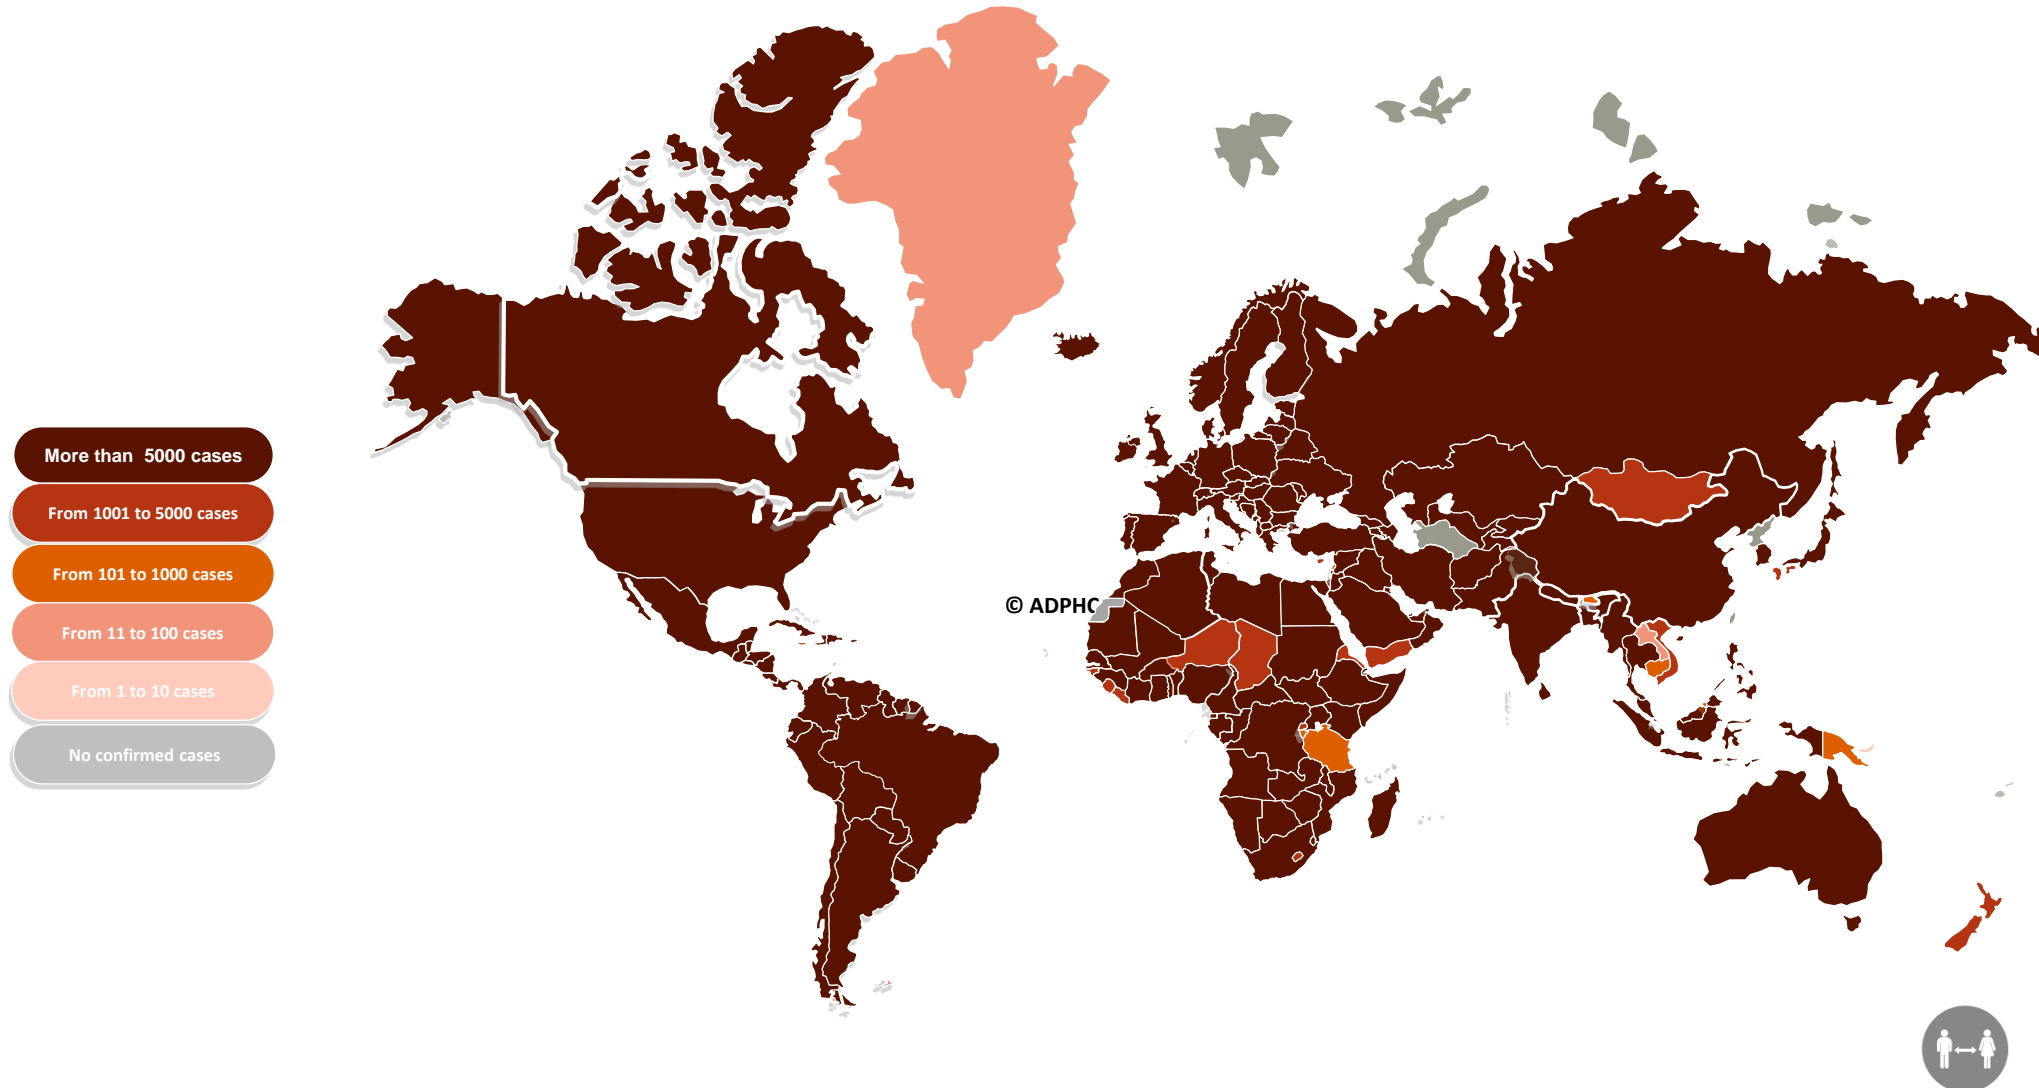 More than 5000 cases
From 1001 to 5000 cases
From 101 to 1000 cases
© ADPHC
From 11 to 100 cases
From 1 to 10 cases
No confirmed cases